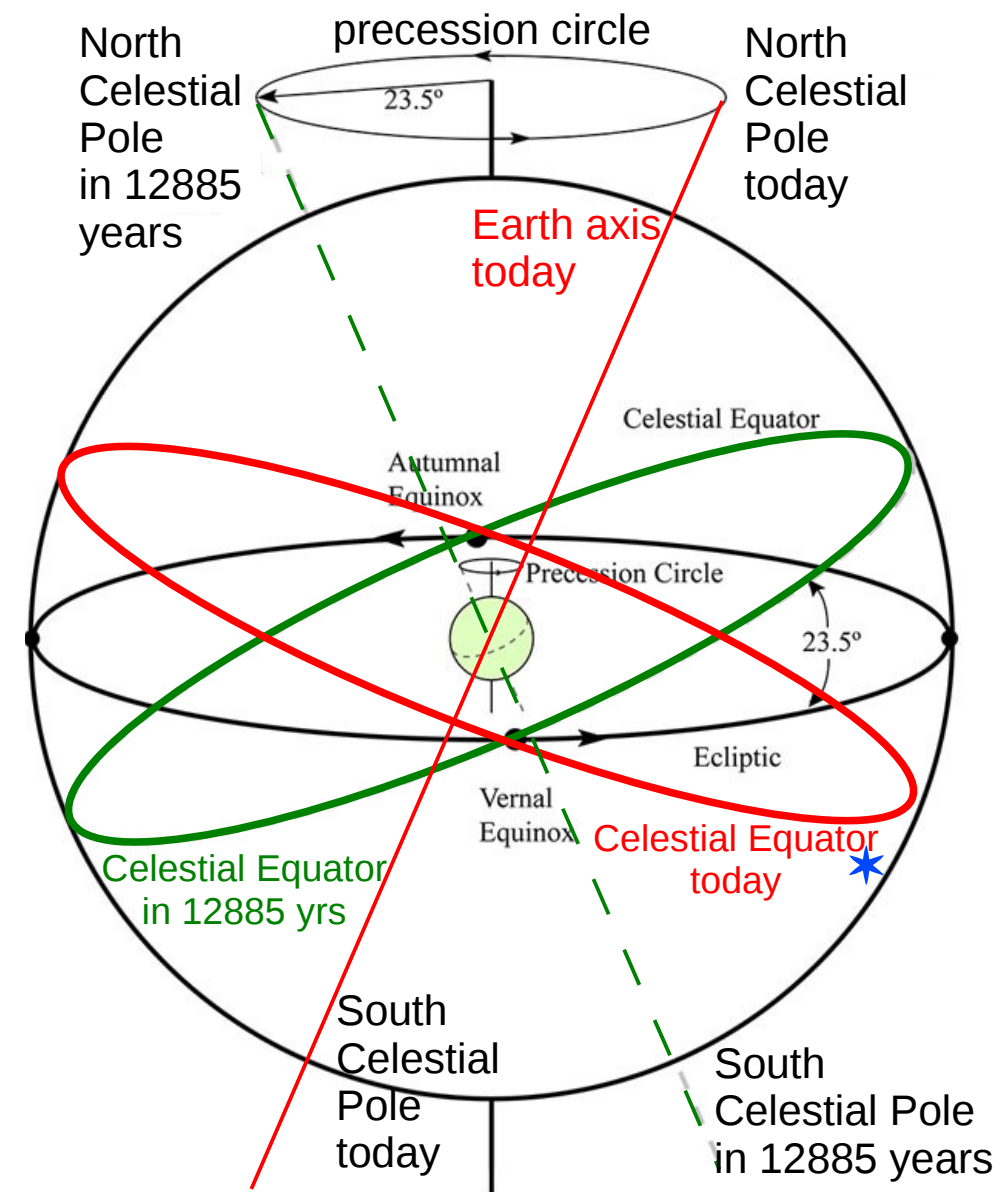 precession circle
North
Celestial
Pole
in 12885
years
23.5º
North
Celestial
Pole
today
Earth axis
today
Celestial Equator
Autumnal
Equinox
Precession Circle
23.5º
Ecliptic
Vernal
Equinox
Celestial Equator
today
Celestial Equator
in 12885 yrs
South
Celestial
Pole
today
South
Celestial Pole
in 12885 years